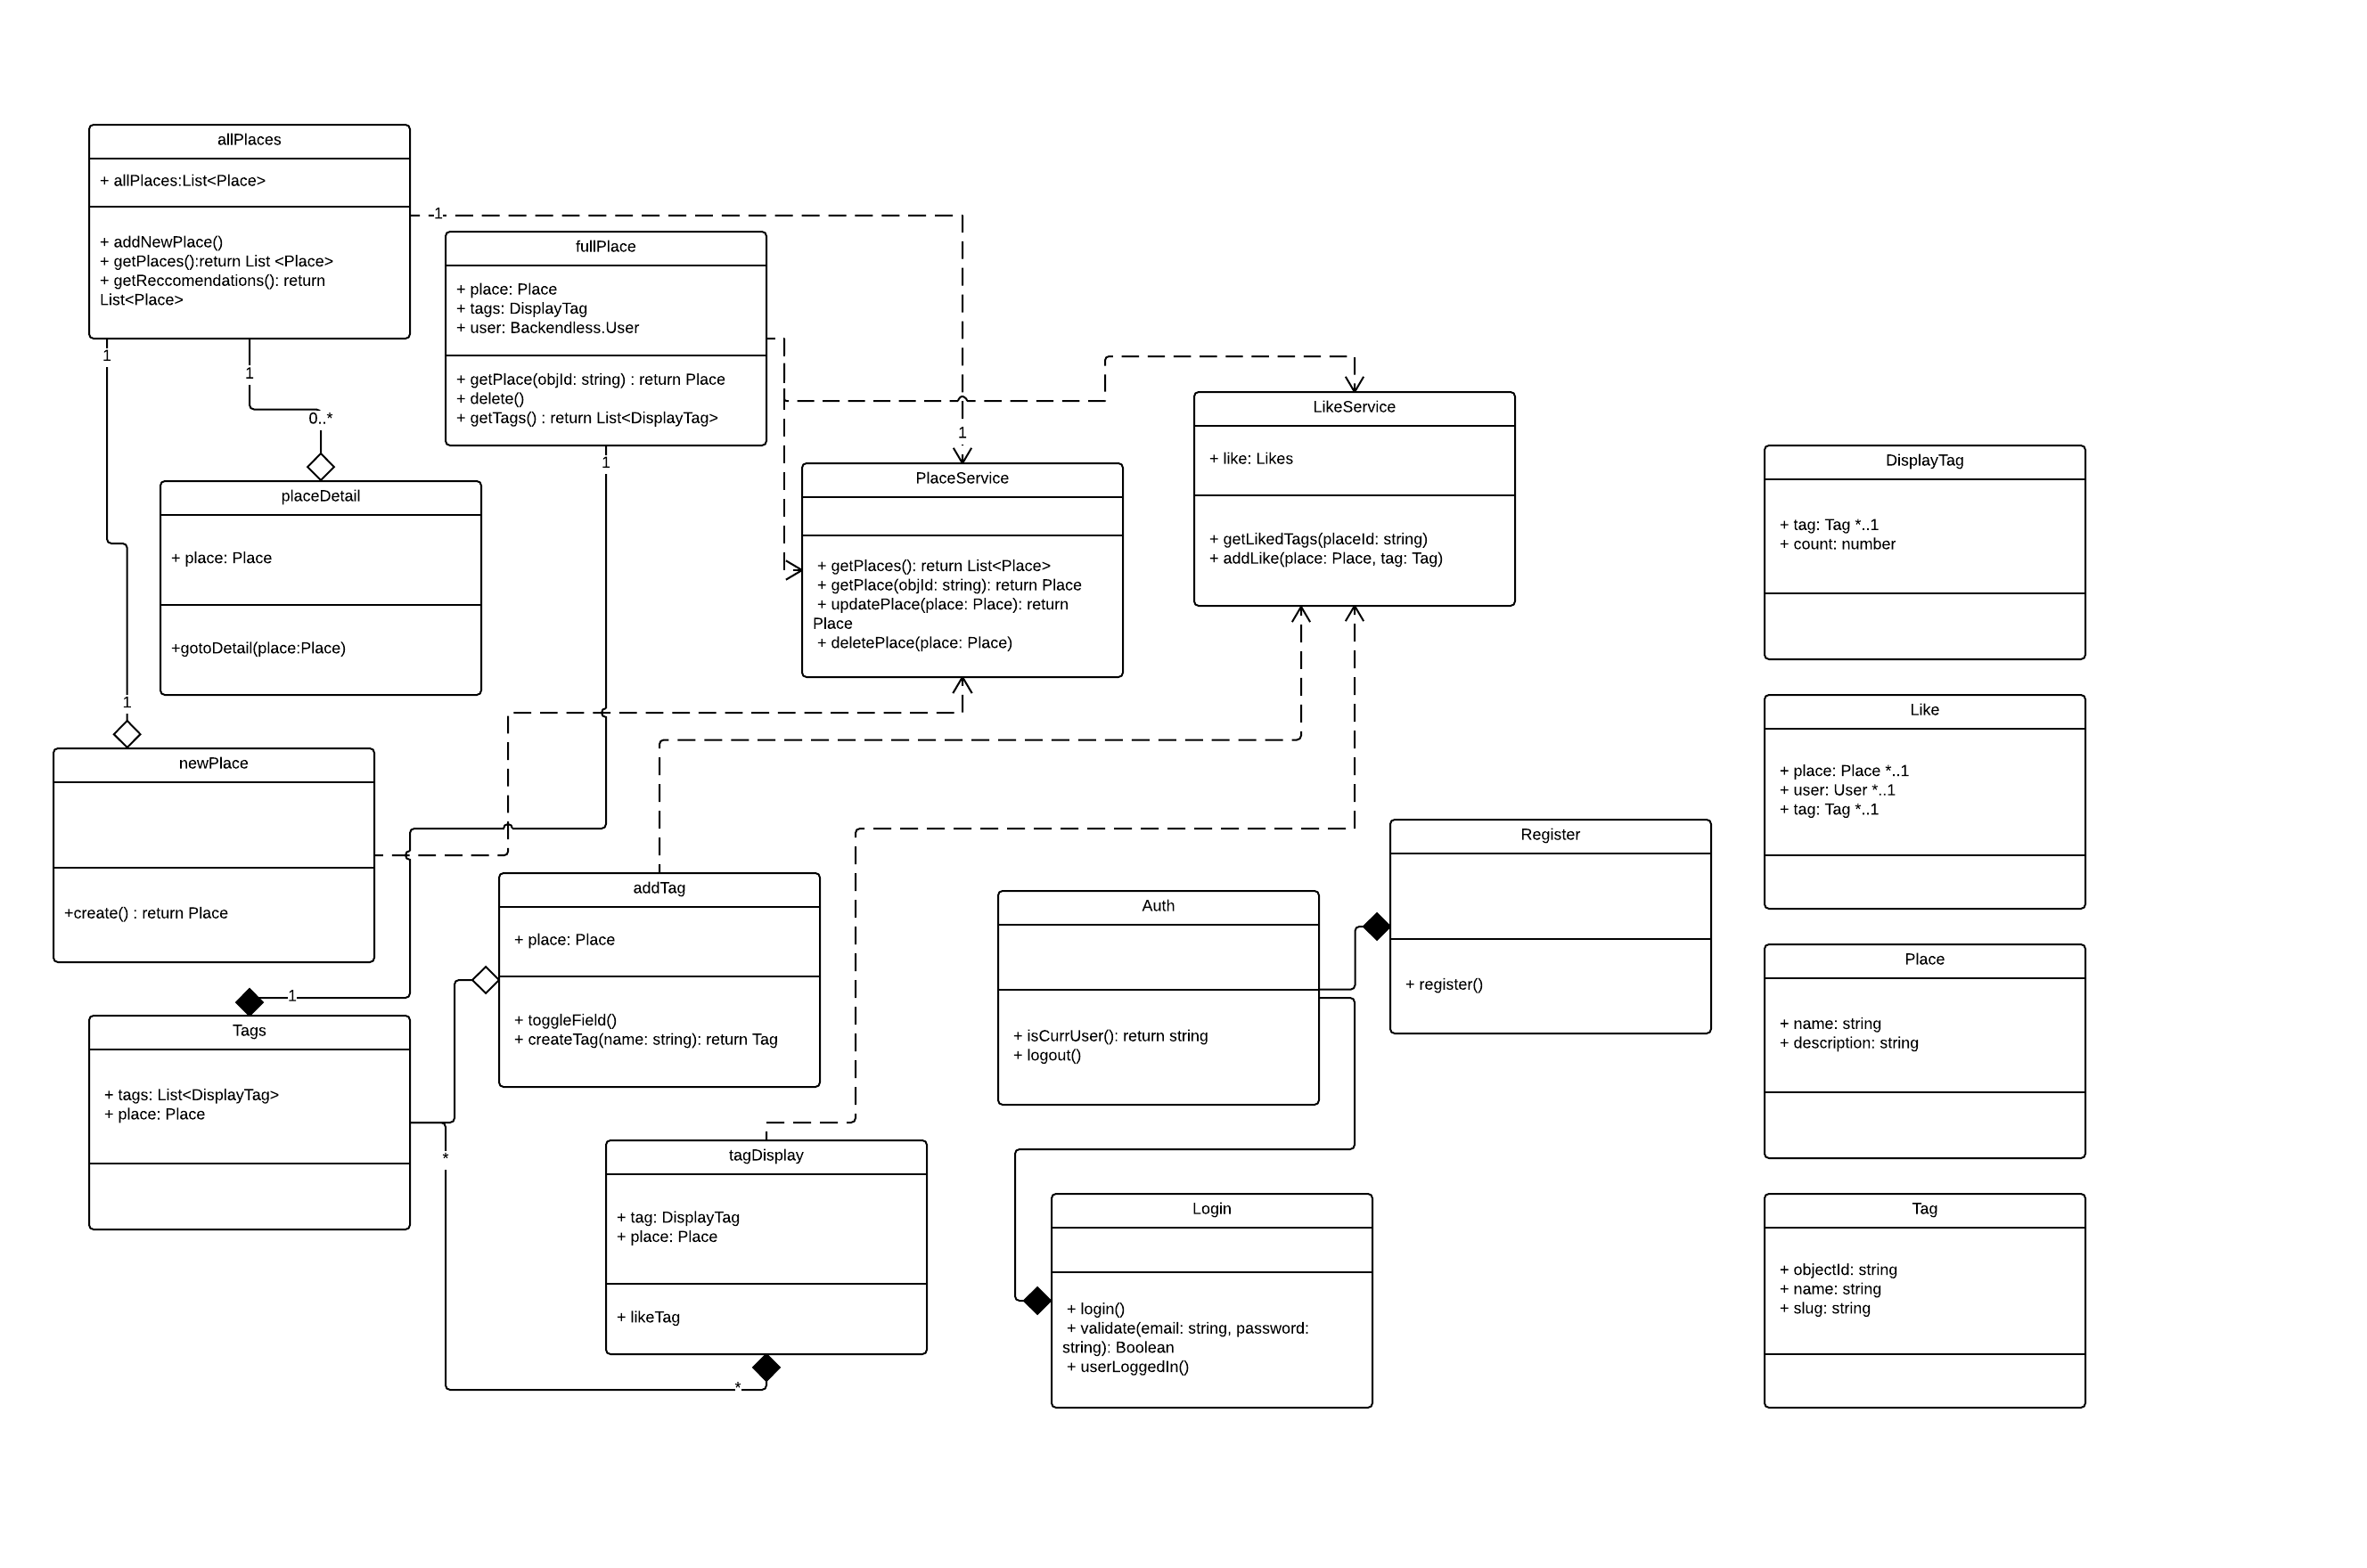 allPlaces
+ allPlaces:List<Place>
+ addNewPlace()
+ getPlaces():return List <Place>
+ getReccomendations(): return
List<Place>
1
fullPlace
+ place: Place
+ tags: DisplayTag
+ user: Backendless.User
+ getPlace(objId: string) : return Place
+ delete()
+ getTags() : return List<DisplayTag>
1
1
0..*
1
1
placeDetail
+ place: Place
+gotoDetail(place:Place)
PlaceService
+ getPlaces(): return List<Place>
+ getPlace(objId: string): return Place
+ updatePlace(place: Place): return
Place
+ deletePlace(place: Place)
LikeService
+ like: Likes
+ getLikedTags(placeId: string)
+ addLike(place: Place, tag: Tag)
DisplayTag
+ tag: Tag *..1
+ count: number
Like
+ place: Place *..1
+ user: User *..1
+ tag: Tag *..1
1
newPlace
+create() : return Place
addTag
+ place: Place
+ toggleField()
+ createTag(name: string): return Tag
Auth
+ isCurrUser(): return string
+ logout()
Register
+ register()
Place
+ name: string
+ description: string
1
Tags
+ tags: List<DisplayTag>
+ place: Place
*
tagDisplay
+ tag: DisplayTag
+ place: Place
+ likeTag
*
Login
+ login()
+ validate(email: string, password:
string): Boolean
+ userLoggedIn()
Tag
+ objectId: string
+ name: string
+ slug: string